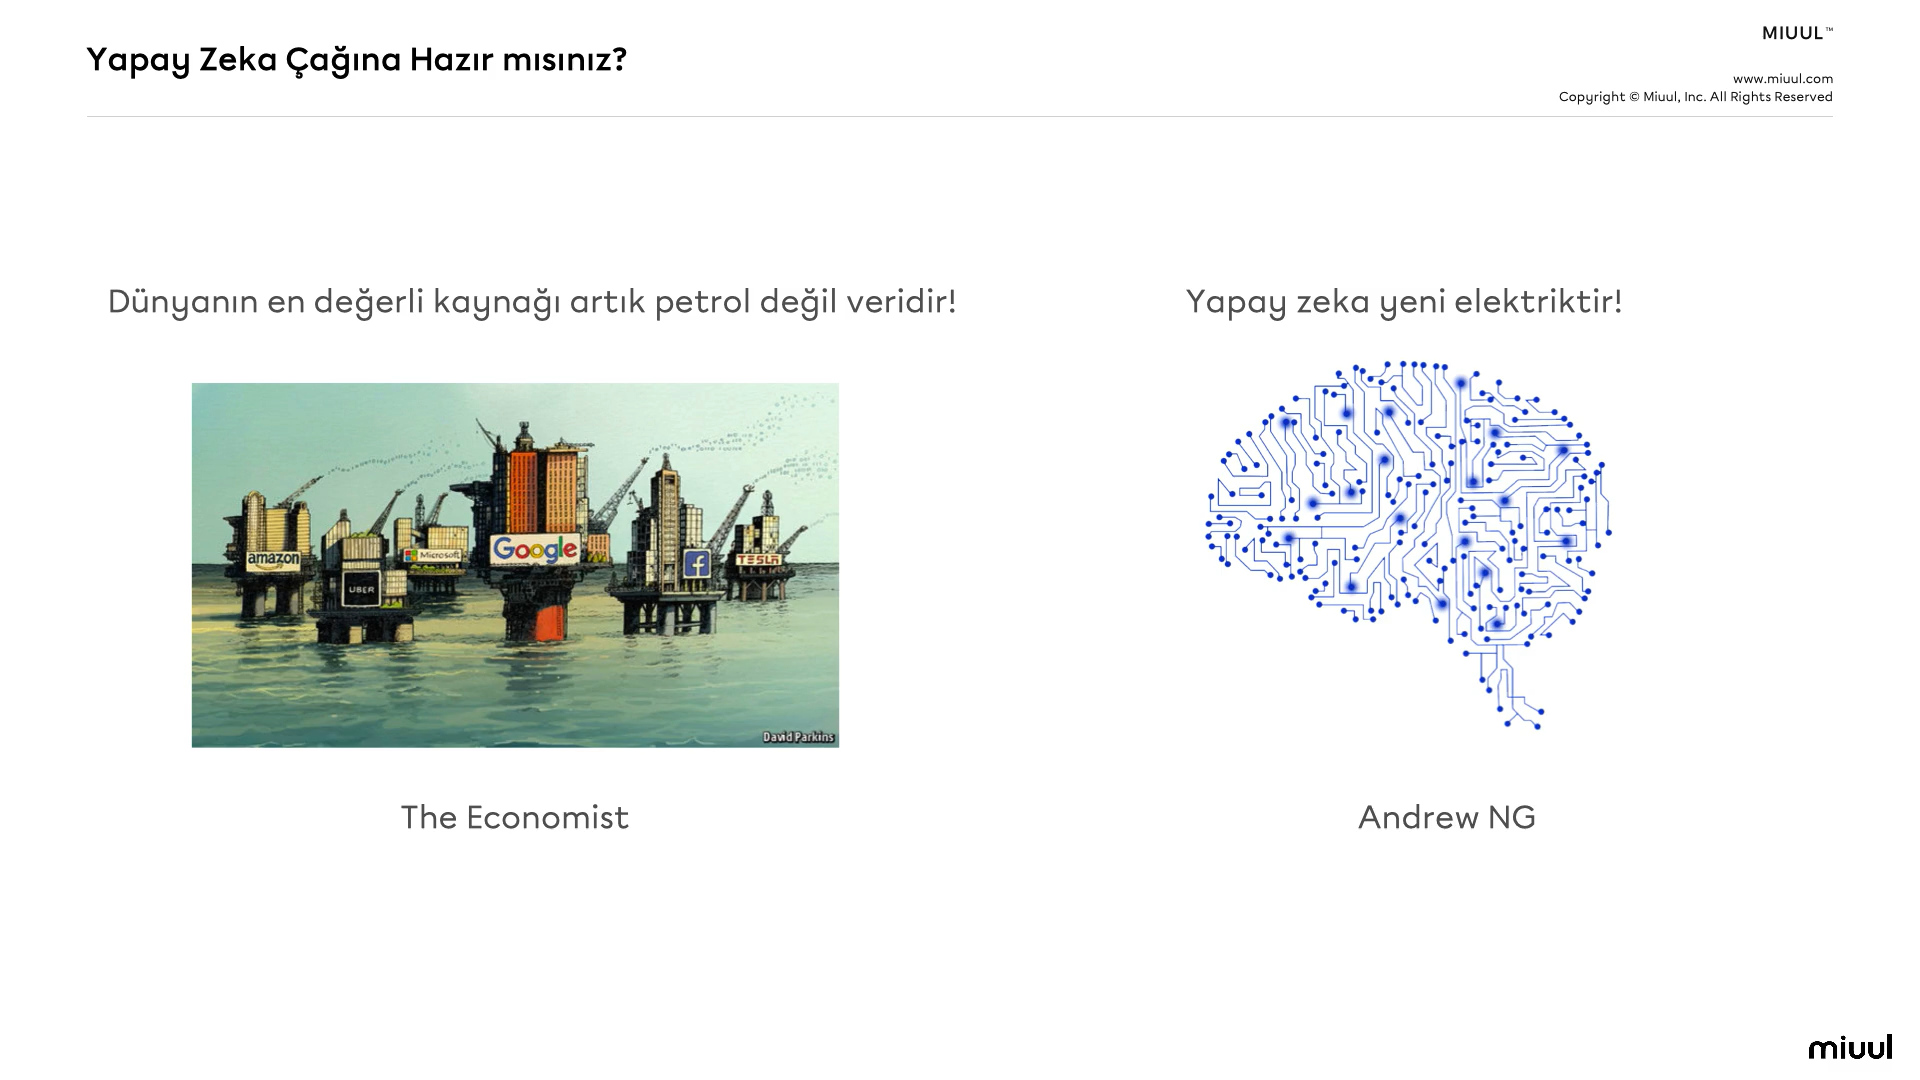 Yapay Zeka Çağına Hazır mısınız?
MIUUL™
www.miuul.com
Copyright © Miuul, Inc. All Rights Reserved
Dünyanın en değerli kaynağı artık petrol değil veridir!
amazon
UBER
Microsoft
Google
f
TESLA
David Parkins
The Economist
Yapay zeka yeni elektriktir!
Andrew NG
miuul